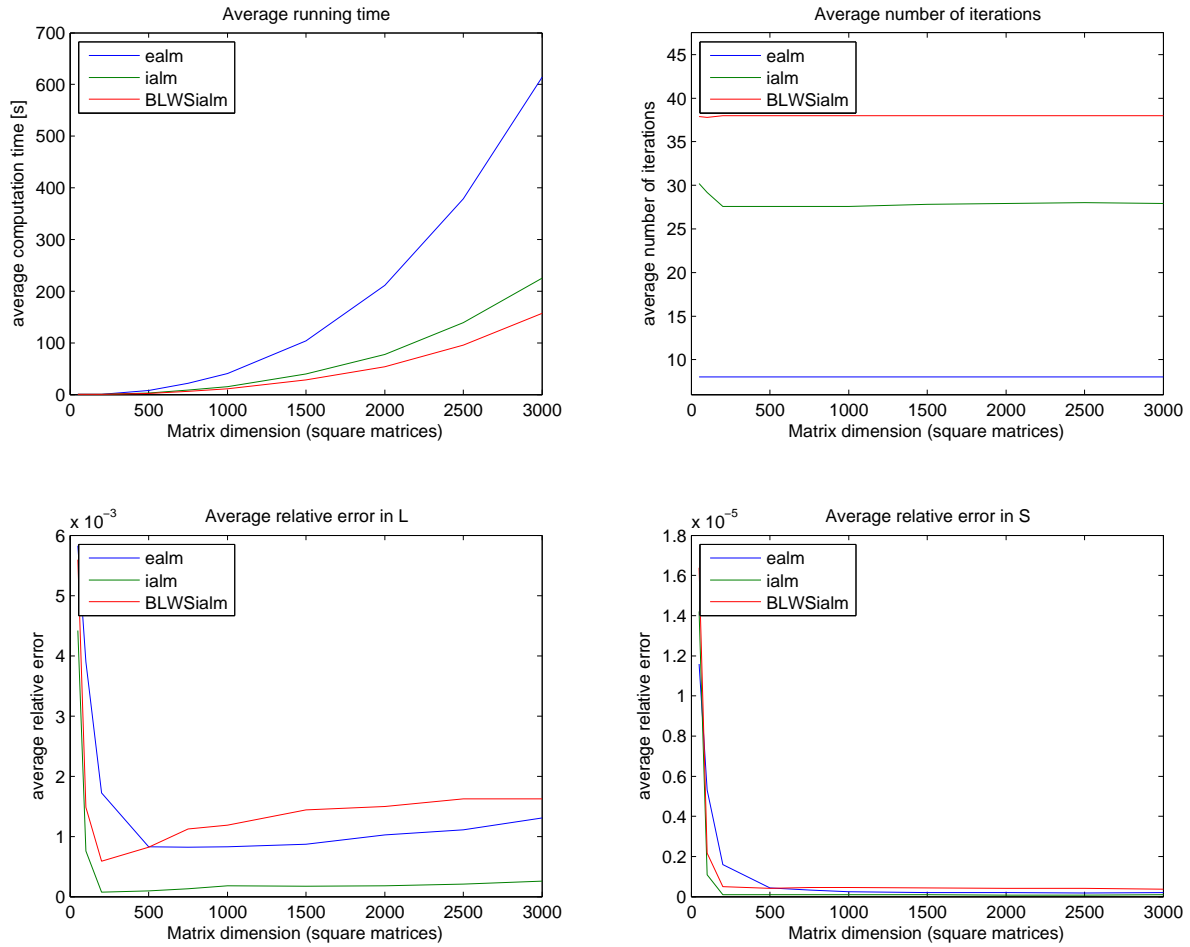 Average running time
700
600
500
400
300
200
100
0
average computation time [s]
ealm
ialm
BLWSialm
0 500 1000 1500 2000 2500 3000
Matrix dimension (square matrices)
Average number of iterations
45
40
35
30
25
20
15
10
average number of iterations
ealm
ialm
BLWSialm
0 500 1000 1500 2000 2500 3000
Matrix dimension (square matrices)
Average relative error in L
x 10⁻³
6
5
4
3
2
1
0
average relative error
ealm
ialm
BLWSialm
0 500 1000 1500 2000 2500 3000
Matrix dimension (square matrices)
Average relative error in S
x 10⁻⁵
1.8
1.6
1.4
1.2
1
0.8
0.6
0.4
0.2
0
average relative error
ealm
ialm
BLWSialm
0 500 1000 1500 2000 2500 3000
Matrix dimension (square matrices)